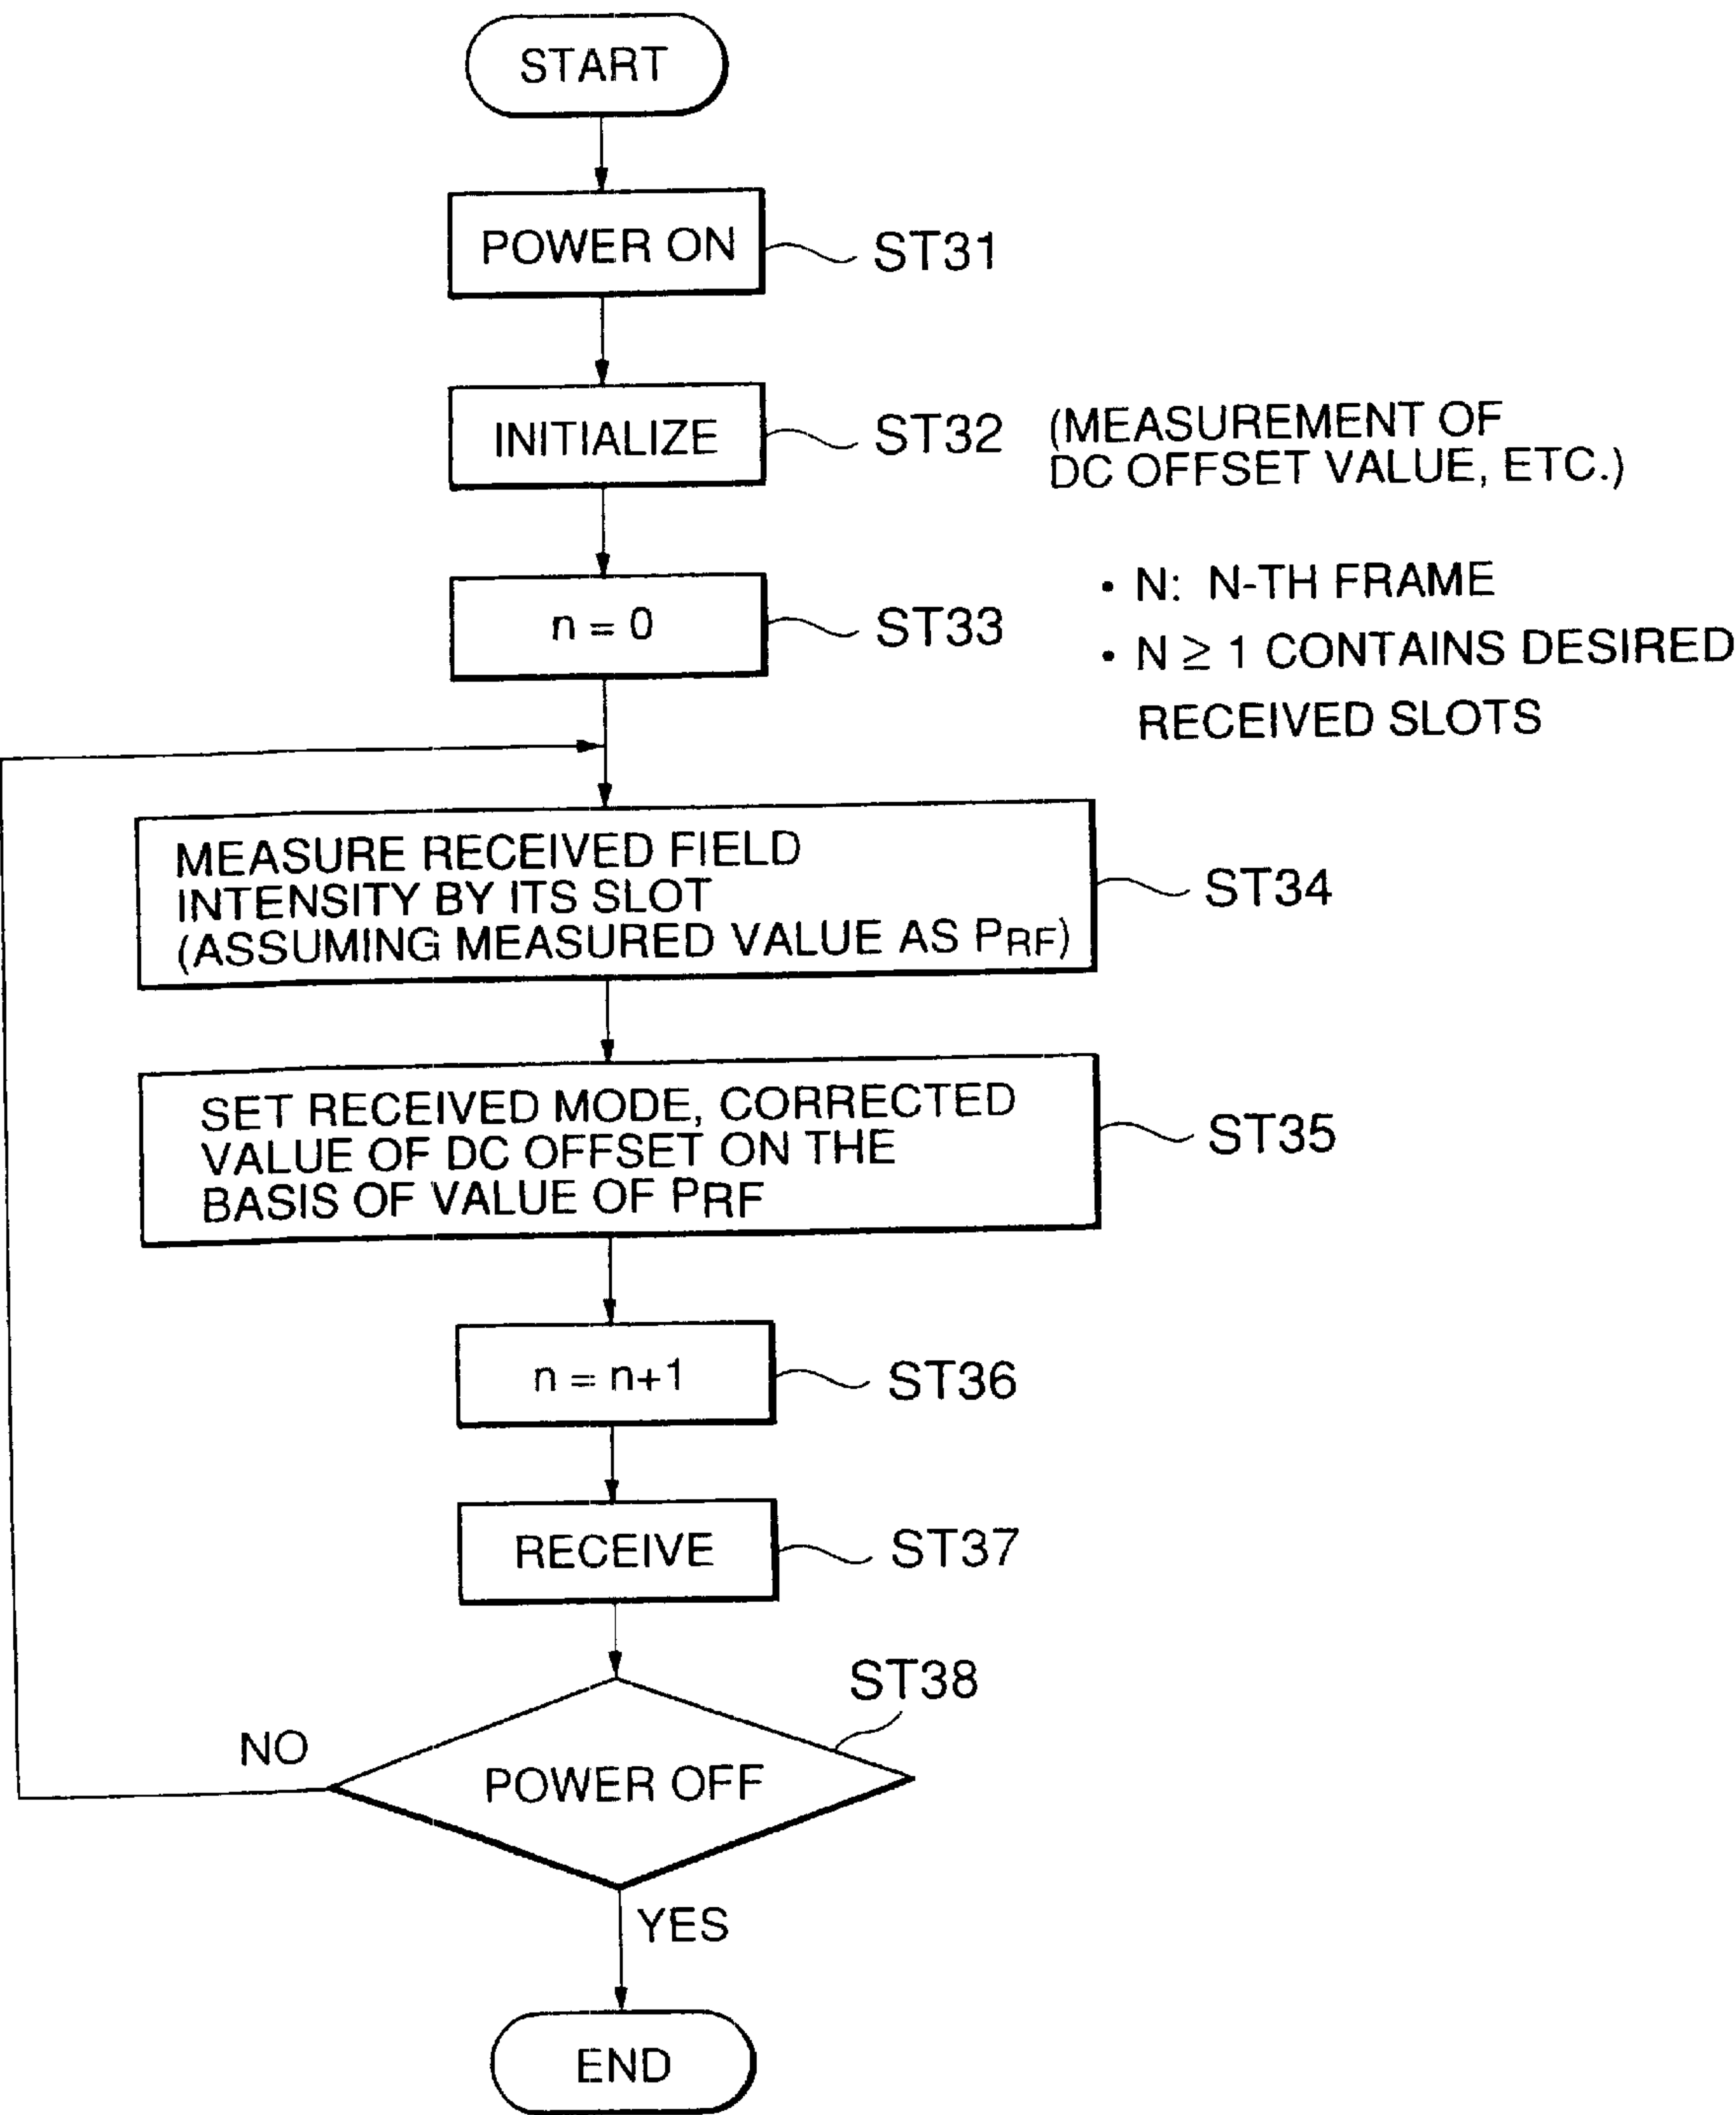 START
POWER ON
ST31
INITIALIZE
ST32
(MEASUREMENT OF
DC OFFSET VALUE, ETC.)
n = 0
ST33
• N: N-TH FRAME
• N ≥ 1 CONTAINS DESIRED
RECEIVED SLOTS
MEASURE RECEIVED FIELD
INTENSITY BY ITS SLOT
(ASSUMING MEASURED VALUE AS PRF)
ST34
SET RECEIVED MODE, CORRECTED
VALUE OF DC OFFSET ON THE
BASIS OF VALUE OF PRF
ST35
n = n+1
ST36
RECEIVE
ST37
ST38
NO
POWER OFF
YES
END